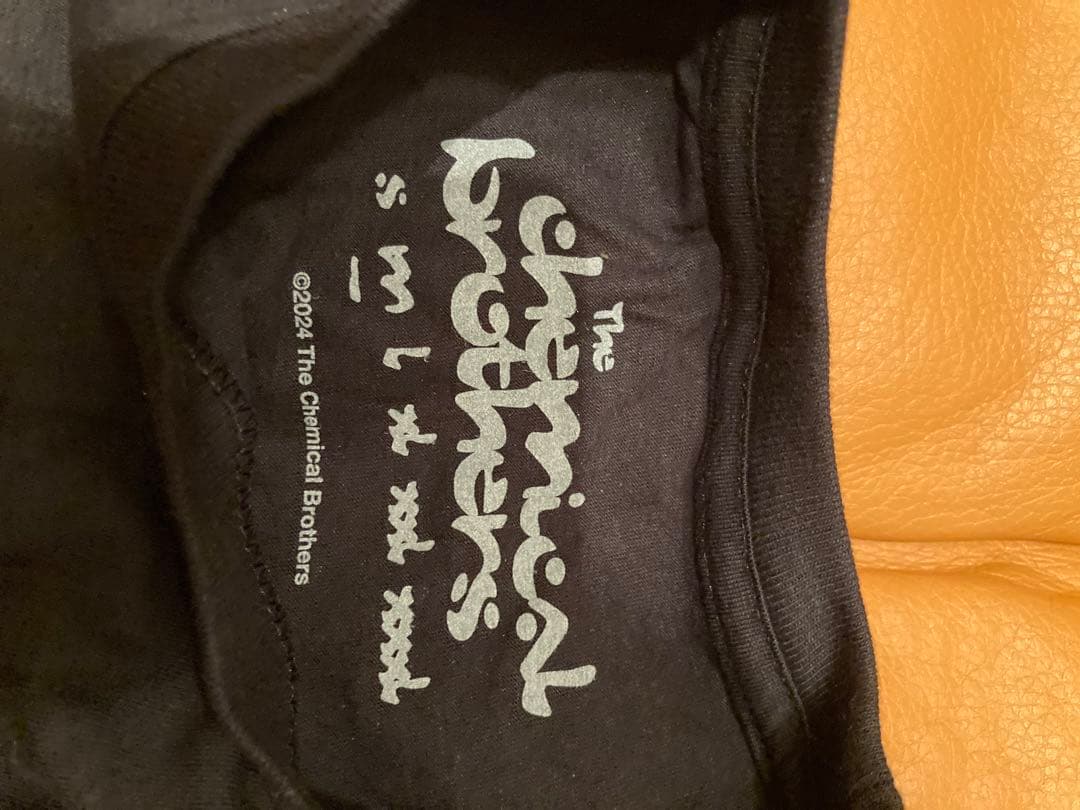 The
chemical
brothers
s m l xl xxl xxxl
©2024 The Chemical Brothers